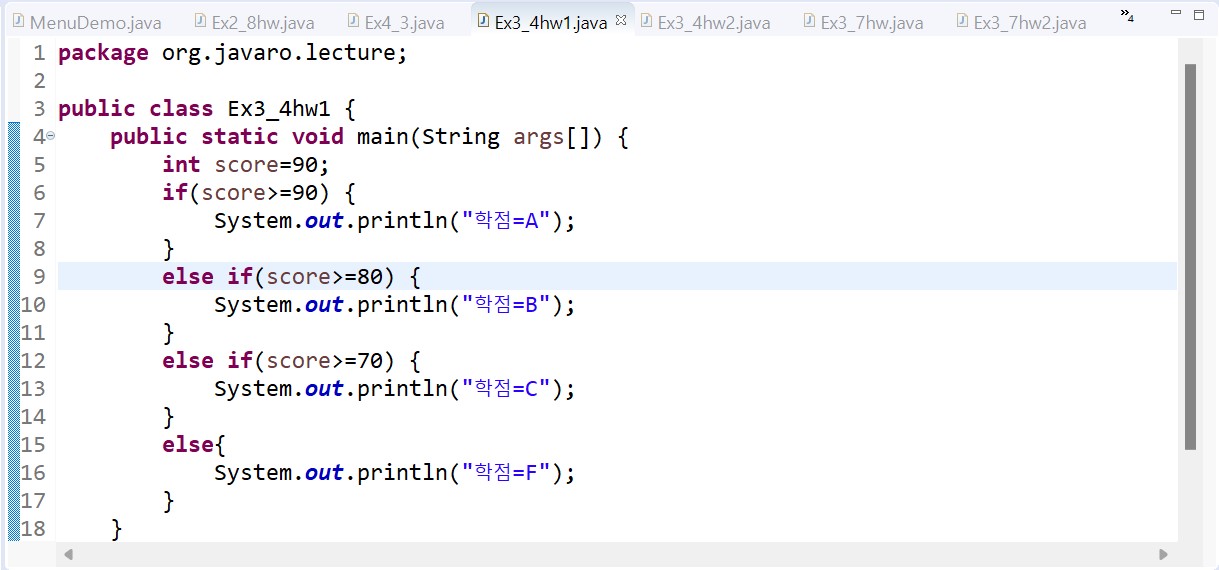 MenuDemo.java Ex2_8hw.java Ex4_3.java Ex3_4hw1.java Ex3_4hw2.java Ex3_7hw.java Ex3_7hw2.java »4
1 package org.javaro.lecture;
2
3 public class Ex3_4hw1 {
4 public static void main(String args[]) {
5 int score=90;
6 if(score>=90) {
7 System.out.println("학점=A");
8 }
9 else if(score>=80) {
10 System.out.println("학점=B");
11 }
12 else if(score>=70) {
13 System.out.println("학점=C");
14 }
15 else{
16 System.out.println("학점=F");
17 }
18 }